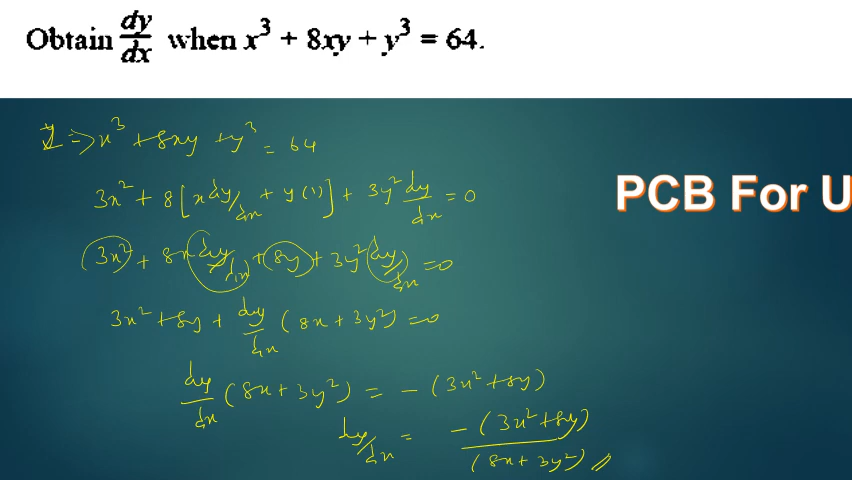 Obtain dy/dx when x³ + 8xy + y³ = 64.
1 => x³ + 8xy + y³ = 64
3x² + 8[x dy/dx + y(1)] + 3y² dy/dx = 0
PCB For U
3x² + 8x dy/dx + 8y + 3y² dy/dx = 0
3x² + 8y + dy/dx (8x + 3y²) = 0
dy/dx (8x + 3y²) = - (3x² + 8y)
dy/dx = - (3x² + 8y) / (8x + 3y²) //